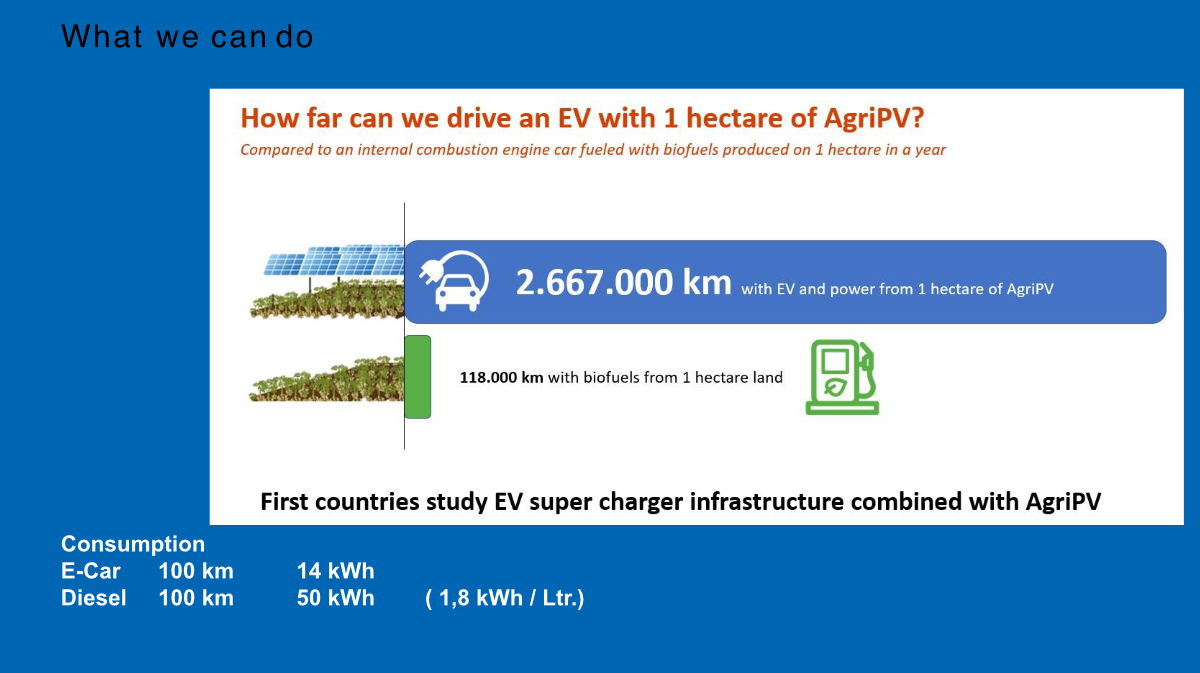 What we can do
How far can we drive an EV with 1 hectare of AgriPV?
Compared to an internal combustion engine car fueled with biofuels produced on 1 hectare in a year
2.667.000 km with EV and power from 1 hectare of AgriPV
118.000 km with biofuels from 1 hectare land
First countries study EV super charger infrastructure combined with AgriPV
Consumption
E-Car 100 km 14 kWh
Diesel 100 km 50 kWh ( 1,8 kWh / Ltr.)